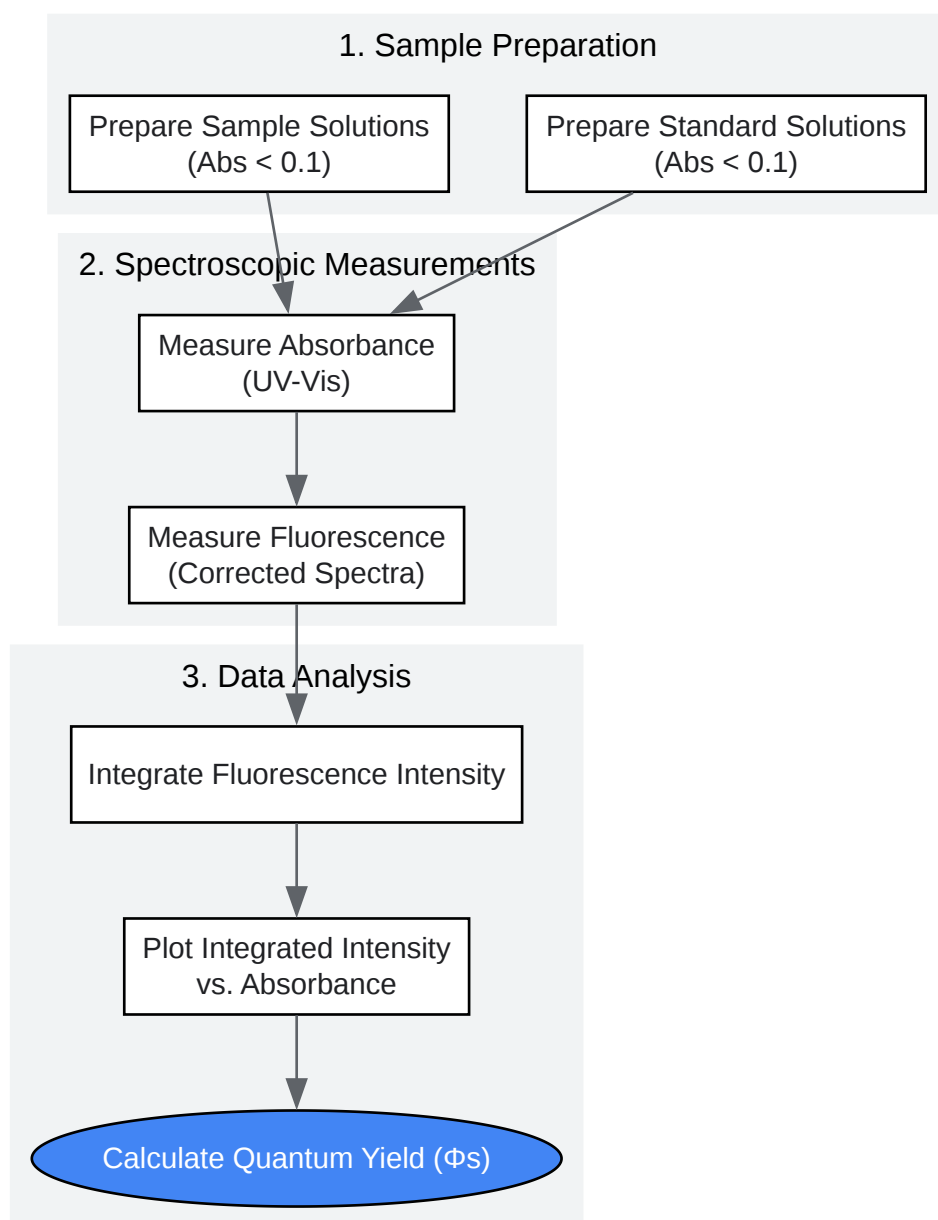 1. Sample Preparation
Prepare Sample Solutions
(Abs < 0.1)
Prepare Standard Solutions
(Abs < 0.1)
2. Spectroscopic Measurements
Measure Absorbance
(UV-Vis)
Measure Fluorescence
(Corrected Spectra)
3. Data Analysis
Integrate Fluorescence Intensity
Plot Integrated Intensity
vs. Absorbance
Calculate Quantum Yield (Φs)